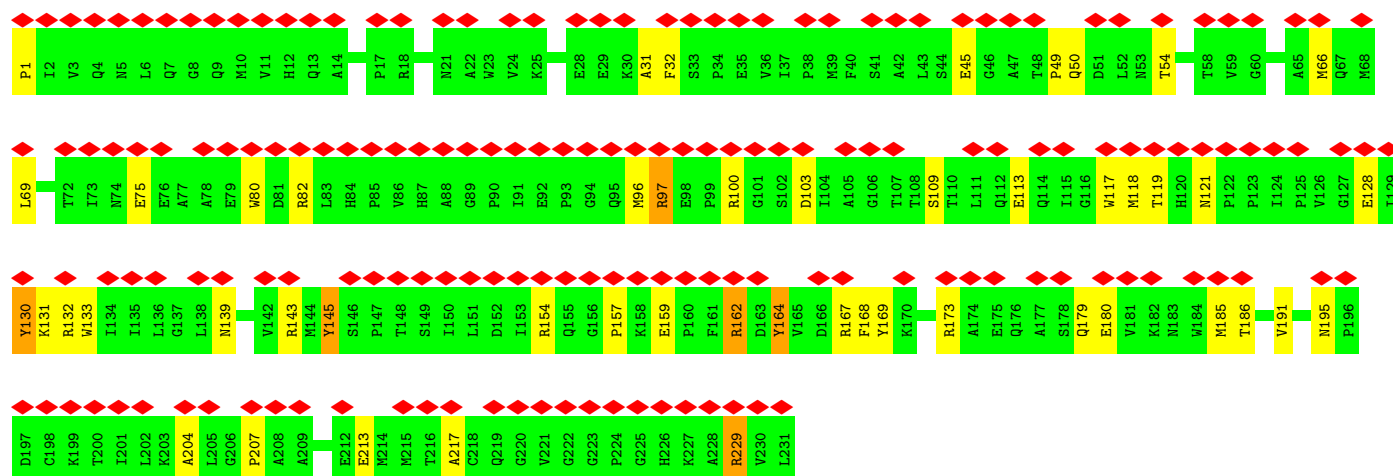 P1 I2 V3 Q4 N5 L6 Q7 G8 Q9 M10 V11 H12 Q13 A14 P17 R18 N21 A22 W23 V24 K25 E28 E29 K30 A31 F32 S33 P34 E35 V36 I37 P38 M39 F40 S41 A42 L43 S44 E45 G46 A47 T48 P49 Q50 D51 L52 N53 T54 T58 V59 G60 A65 M66 Q67 M68
L69 T72 I73 N74 E75 E76 A77 A78 E79 W80 D81 R82 L83 H84 P85 V86 H87 A88 G89 P90 I91 E92 P93 G94 Q95 M96 R97 E98 P99 R100 G101 S102 D103 I104 A105 G106 T107 T108 S109 T110 L111 Q112 E113 Q114 I115 G116 W117 M118 T119 H120 N121 P122 P123 I124 P125 V126 G127 E128 I129
Y130 K131 R132 W133 I134 I135 L136 G137 L138 N139 V142 R143 M144 Y145 S146 P147 T148 S149 I150 L151 D152 I153 R154 Q155 G156 P157 K158 E159 P160 F161 R162 D163 Y164 V165 D166 R167 F168 Y169 K170 R173 A174 E175 Q176 A177 S178 Q179 E180 V181 K182 N183 W184 M185 T186 V191 N195 P196
D197 C198 K199 T200 I201 L202 K203 A204 L205 G206 P207 A208 A209 E212 E213 M214 M215 T216 A217 C218 Q219 G220 V221 G222 G223 P224 G225 H226 K227 A228 R229 V230 L231